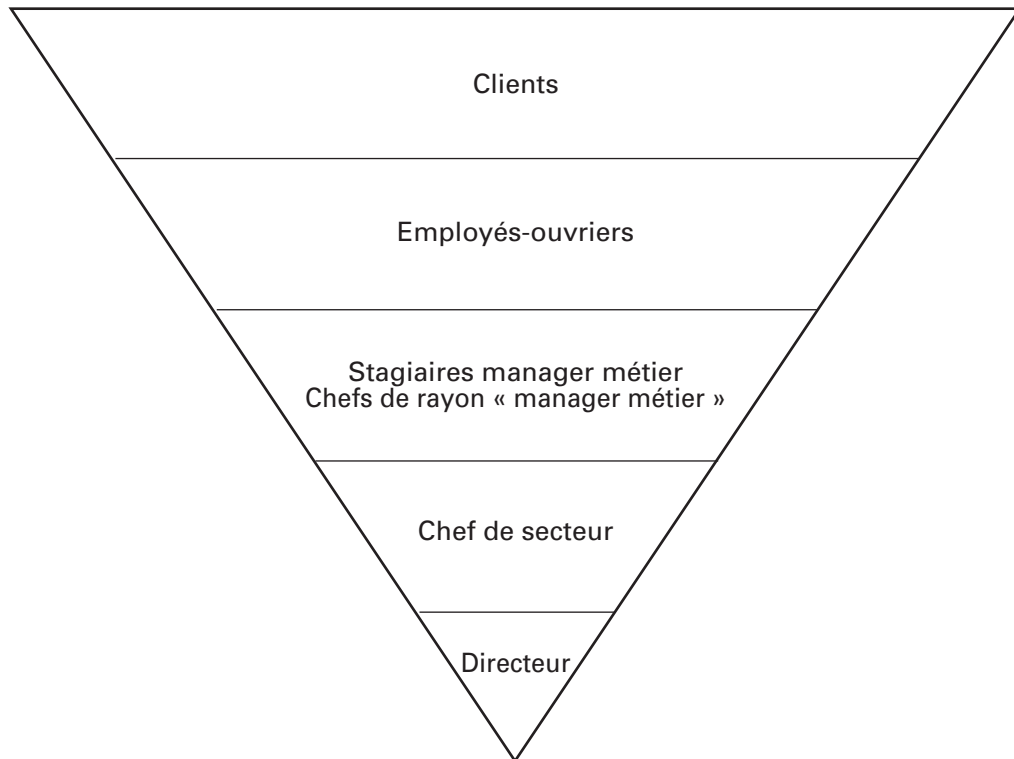 Clients
Employés-ouvriers
Stagiaires manager métier
Chefs de rayon « manager métier »
Chef de secteur
Directeur